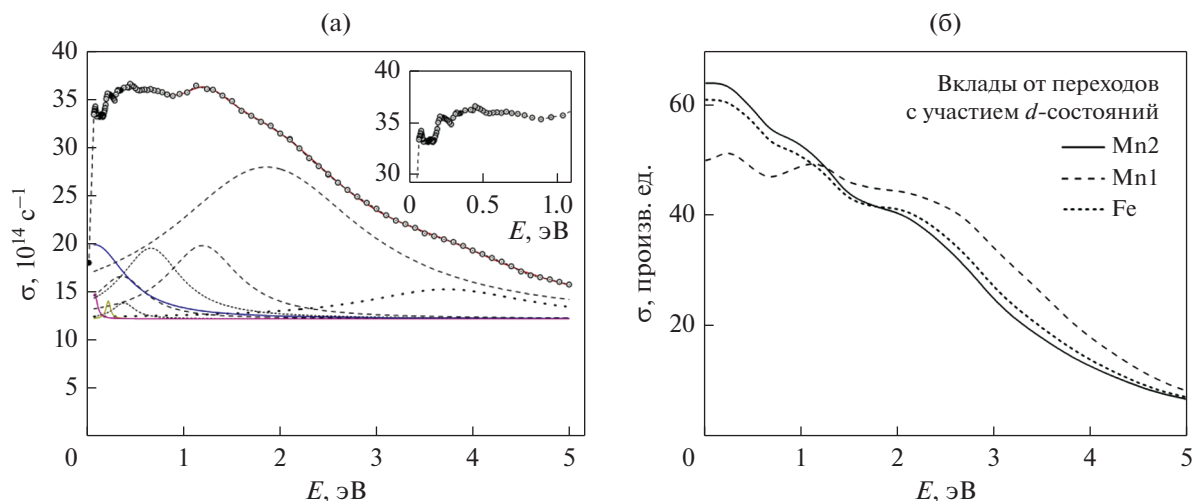 (а)
40
35
30
25
20
15
10
5
0
1
2
3
4
5
E, эВ
σ, 10¹⁴ с⁻¹
40
35
30
0
0.5
1.0
E, эВ
(б)
60
40
20
0
1
2
3
4
5
E, эВ
σ, произв. ед.
Вклады от переходов
с участием d-состояний
Mn2
Mn1
Fe